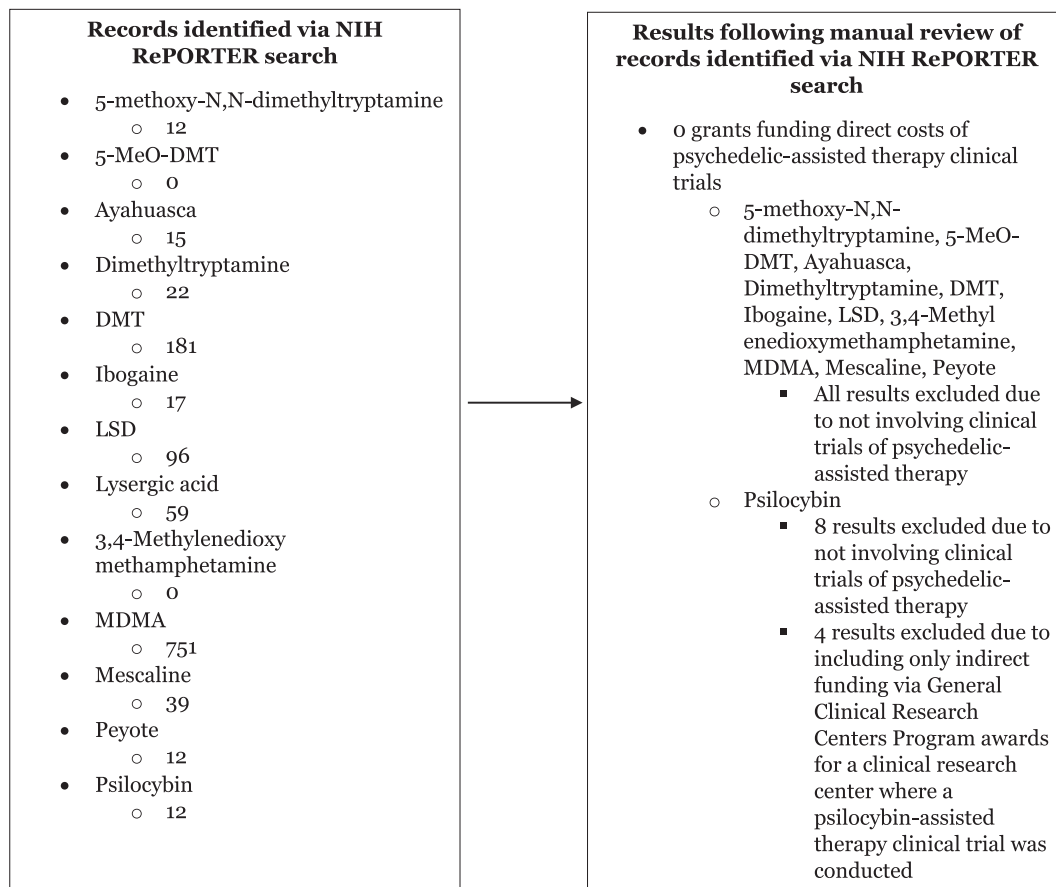 Records identified via NIH
RePORTER search
• 5-methoxy-N,N-dimethyltryptamine
○ 12
• 5-MeO-DMT
○ 0
• Ayahuasca
○ 15
• Dimethyltryptamine
○ 22
• DMT
○ 181
• Ibogaine
○ 17
• LSD
○ 96
• Lysergic acid
○ 59
• 3,4-Methylenedioxy
methamphetamine
○ 0
• MDMA
○ 751
• Mescaline
○ 39
• Peyote
○ 12
• Psilocybin
○ 12
Results following manual review of
records identified via NIH RePORTER
search
• 0 grants funding direct costs of
psychedelic-assisted therapy clinical
trials
○ 5-methoxy-N,N-
dimethyltryptamine, 5-MeO-
DMT, Ayahuasca,
Dimethyltryptamine, DMT,
Ibogaine, LSD, 3,4-Methyl
enedioxymethamphetamine,
MDMA, Mescaline, Peyote
▪ All results excluded due
to not involving clinical
trials of psychedelic-
assisted therapy
○ Psilocybin
▪ 8 results excluded due to
not involving clinical
trials of psychedelic-
assisted therapy
▪ 4 results excluded due to
including only indirect
funding via General
Clinical Research
Centers Program awards
for a clinical research
center where a
psilocybin-assisted
therapy clinical trial was
conducted